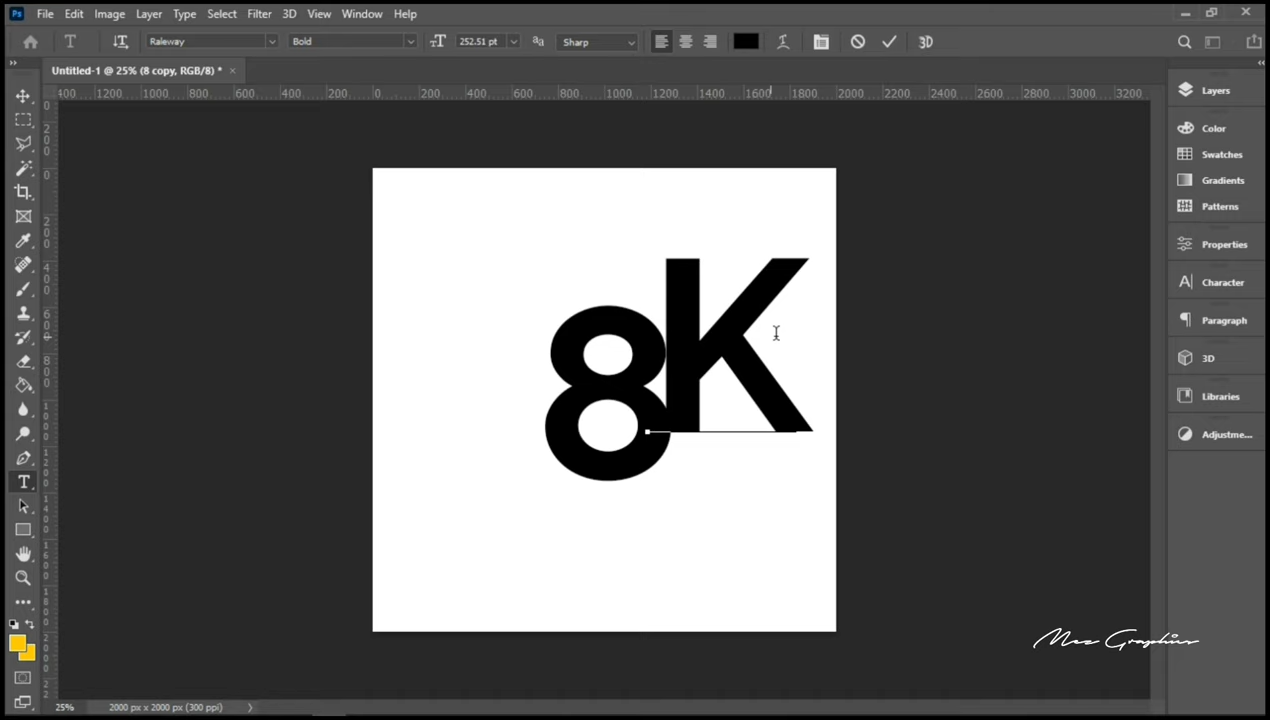 Ps File Edit Image Layer Type Select Filter 3D View Window Help
T Raleway Bold 252.51 pt Sharp 3D
Untitled-1 @ 25% (8 copy, RGB/8) * ×
400 1200 1000 800 600 400 200 0 200 400 600 800 1000 1200 1400 1600 1800 2000 2200 2400 2600 2800 3000 3200
Layers
Color
Swatches
Gradients
Patterns
Properties
Character
Paragraph
3D
Libraries
Adjustme...
8K
Mez Graphics
25% 2000 px x 2000 px (300 ppi)